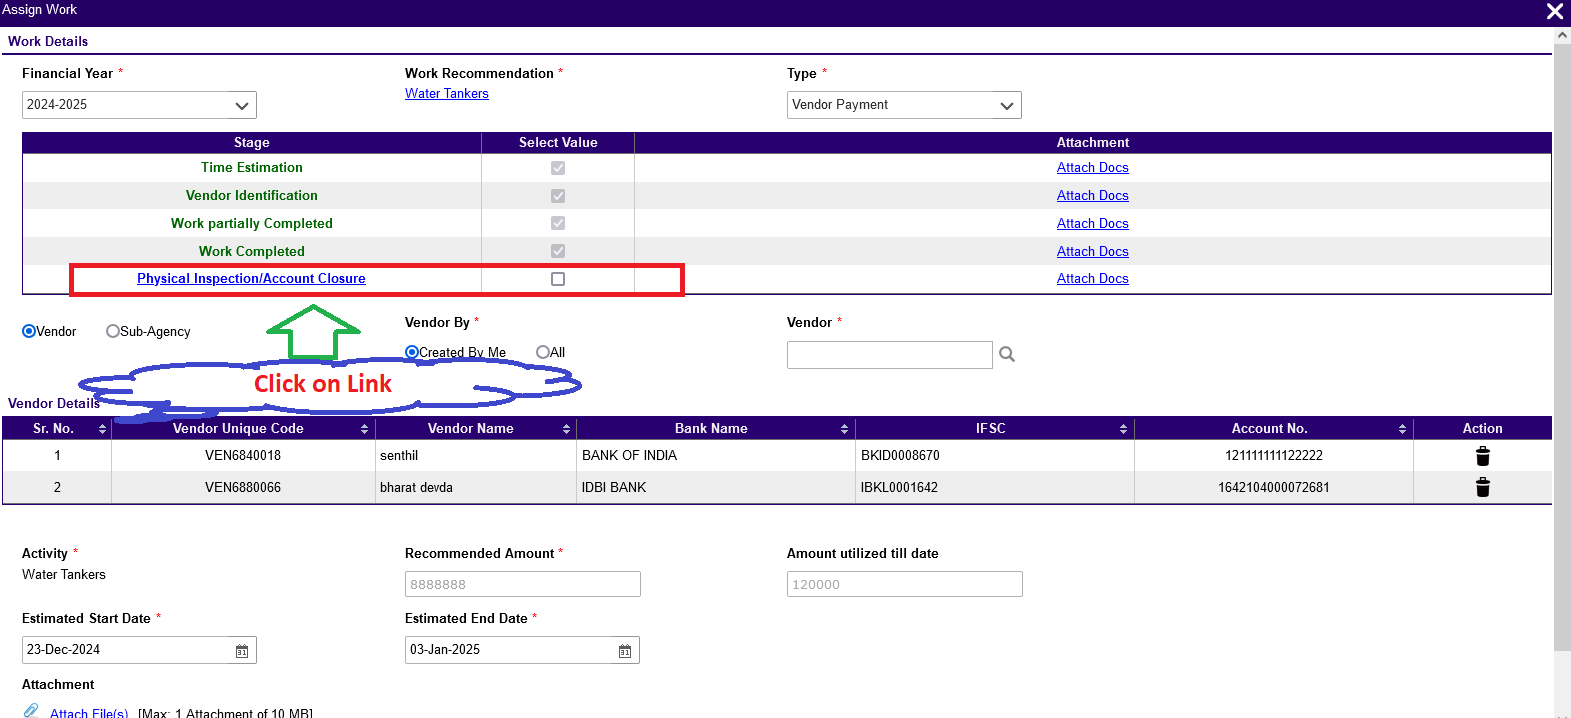 Assign Work
Work Details
Financial Year * Work Recommendation * Type *
2024-2025 Water Tankers Vendor Payment
Stage Select Value Attachment
Time Estimation Attach Docs
Vendor Identification Attach Docs
Work partially Completed Attach Docs
Work Completed Attach Docs
Physical Inspection/Account Closure Attach Docs
Vendor Sub-Agency Vendor By * Vendor *
Created By Me All
Click on Link
Vendor Details
Sr. No. Vendor Unique Code Vendor Name Bank Name IFSC Account No. Action
1 VEN6840018 senthil BANK OF INDIA BKID0008670 121111111122222
2 VEN6880066 bharat devda IDBI BANK IBKL0001642 1642104000072681
Activity * Recommended Amount * Amount utilized till date
Water Tankers 8888888 120000
Estimated Start Date * Estimated End Date *
23-Dec-2024 31 03-Jan-2025 31
Attachment
Attach File(s) [Max: 1 Attachment of 10 MB]